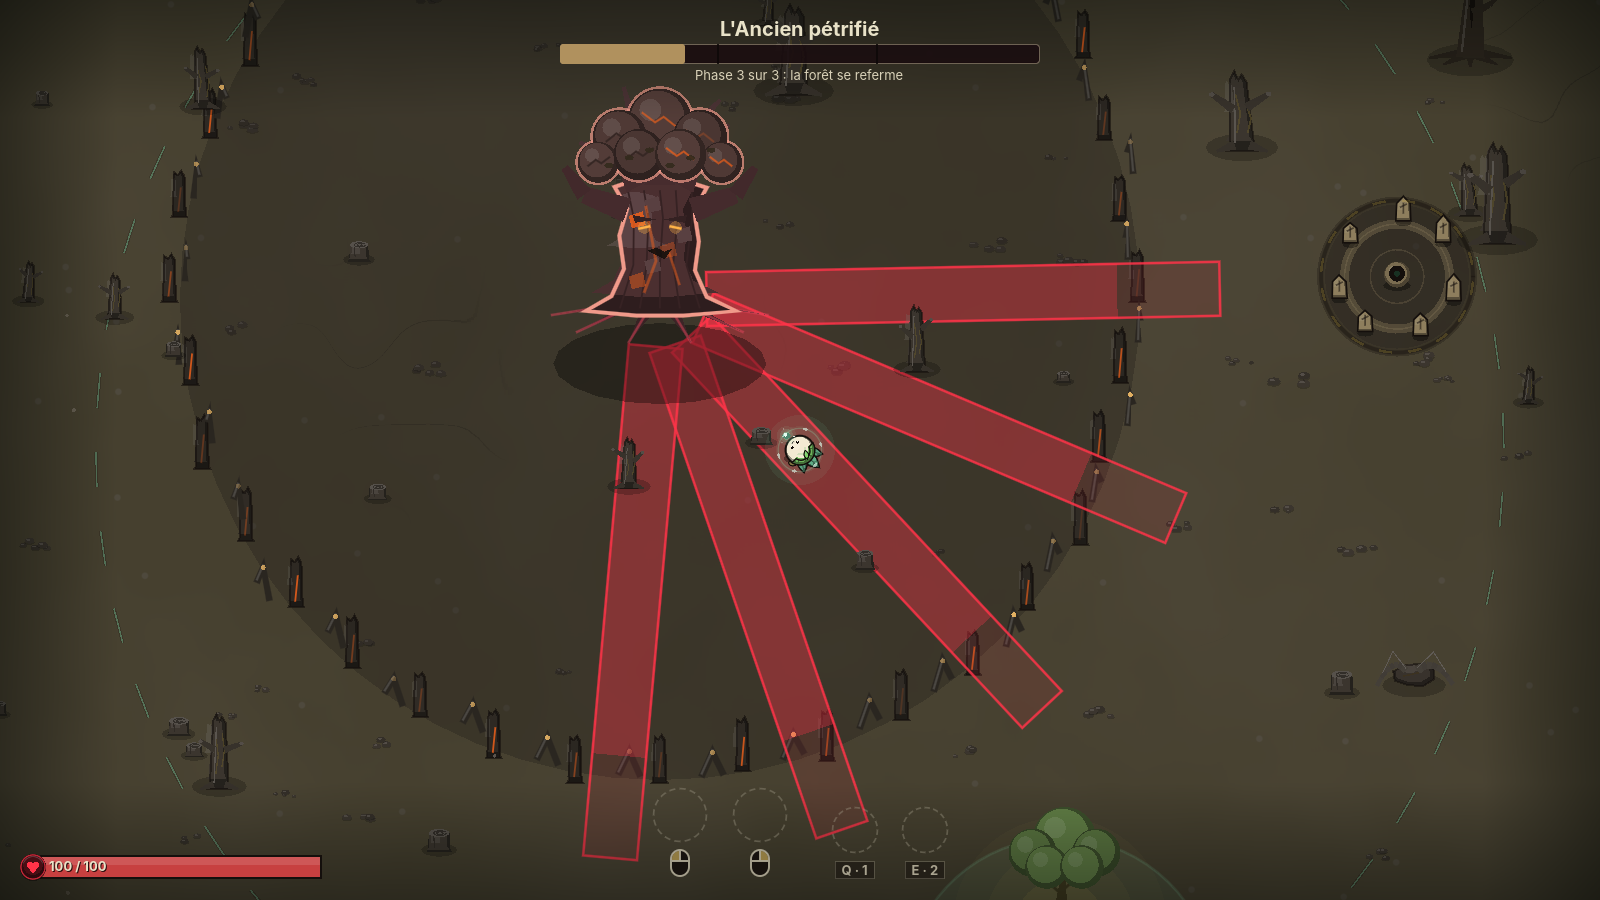 L'Ancien pétrifié
Phase 3 sur 3 : la forêt se referme
100 / 100
Q · 1
E · 2